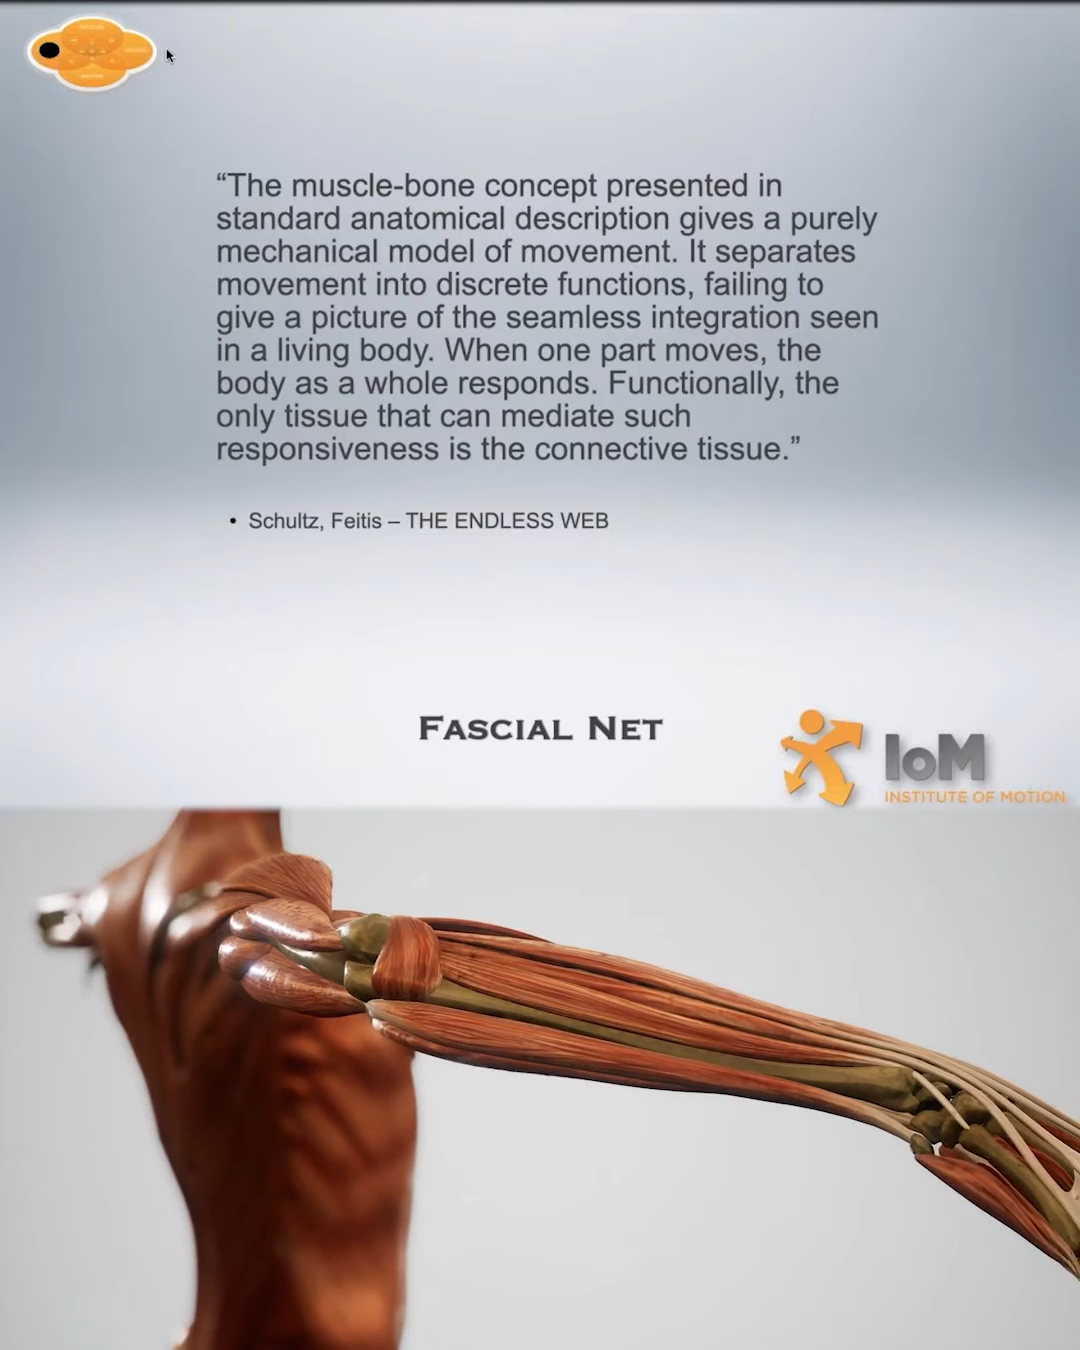 “The muscle-bone concept presented in
standard anatomical description gives a purely
mechanical model of movement. It separates
movement into discrete functions, failing to
give a picture of the seamless integration seen
in a living body. When one part moves, the
body as a whole responds. Functionally, the
only tissue that can mediate such
responsiveness is the connective tissue.”
• Schultz, Feitis – THE ENDLESS WEB
FASCIAL NET
IoM
INSTITUTE OF MOTION